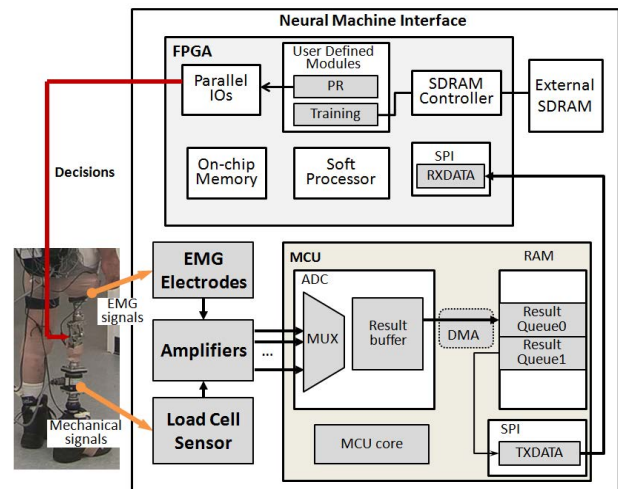 Neural Machine Interface
FPGA
User Defined
Modules
PR
Training
Parallel
IOs
SDRAM
Controller
External
SDRAM
On-chip
Memory
Soft
Processor
SPI
RXDATA
Decisions
EMG
signals
Mechanical
signals
EMG
Electrodes
Amplifiers
...
Load Cell
Sensor
MCU
ADC
MUX
Result
buffer
DMA
RAM
Result
Queue0
Result
Queue1
MCU core
SPI
TXDATA